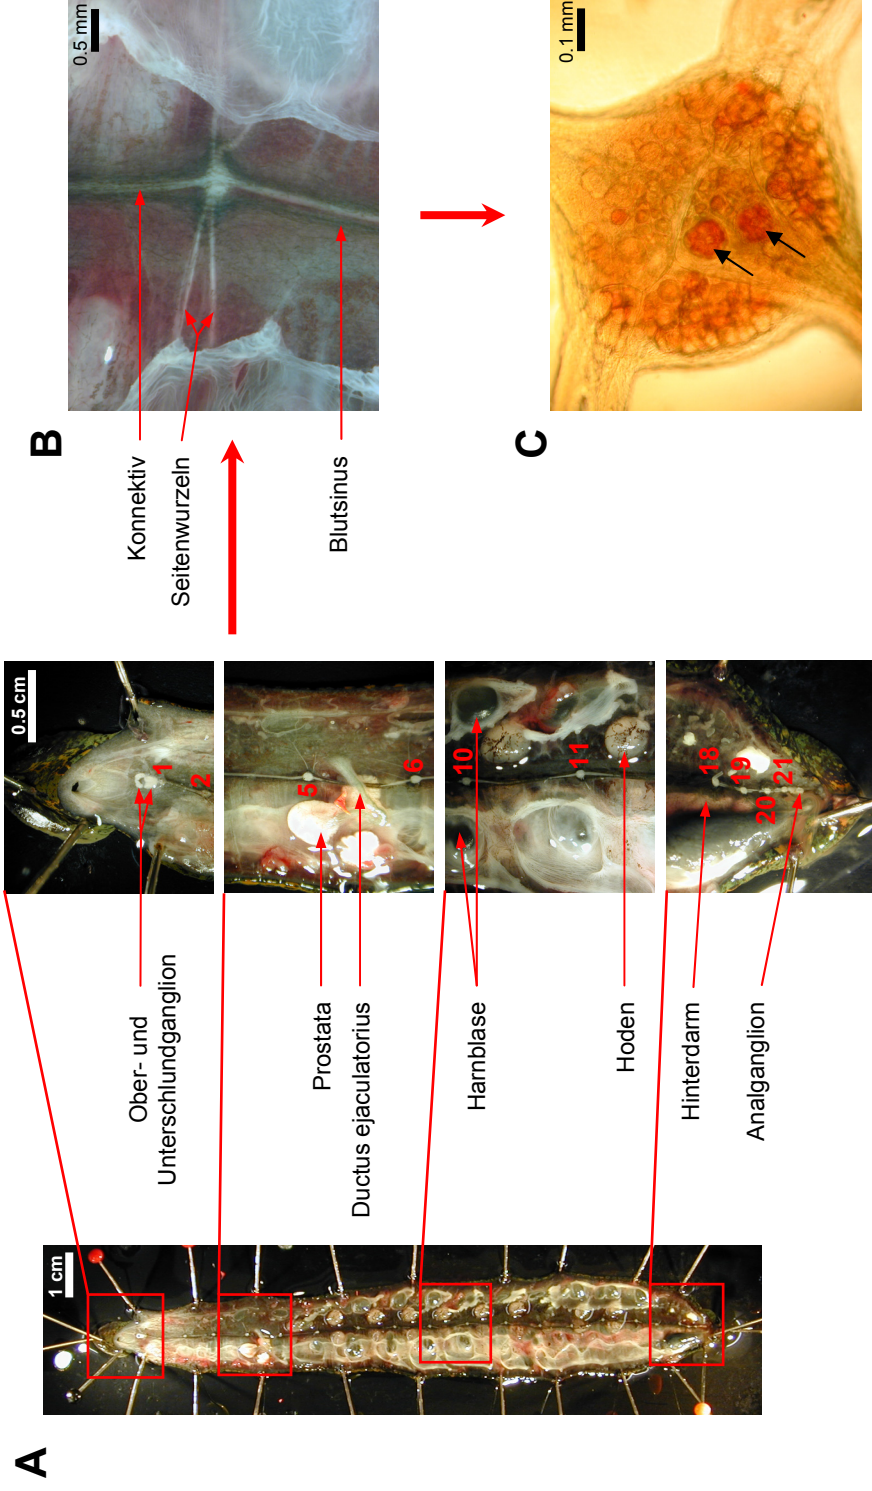 A
1 cm
Ober- und
Unterschlundganglion
Prostata
Ductus ejaculatorius
Harnblase
Hoden
Hinterdarm
Analganglion
0.5 cm
1
2
5
6
10
11
18
19
20
21
B
0.5 mm
Konnektiv
Seitenwurzeln
Blutsinus
C
0.1 mm